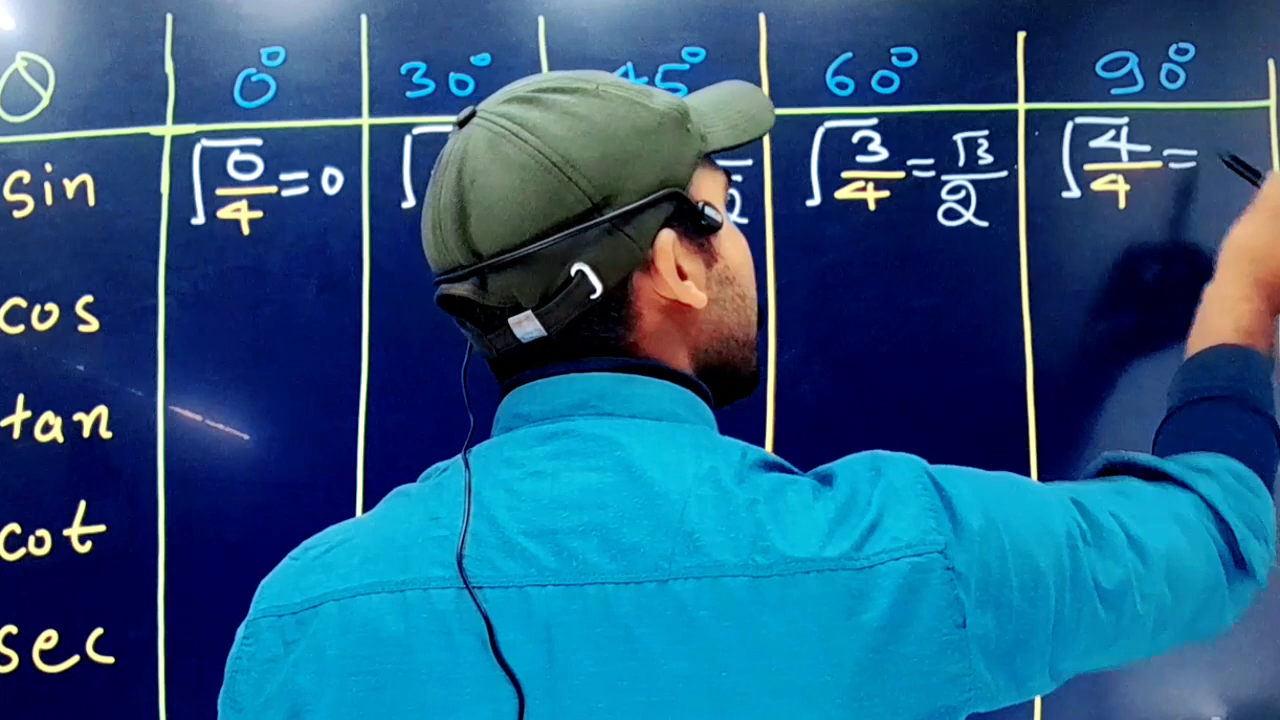 θ 0° 30° 45° 60° 90°
sin √0/4 = 0 √ 2 √3/4 = √3/2 √4/4 =
cos
tan
cot
sec